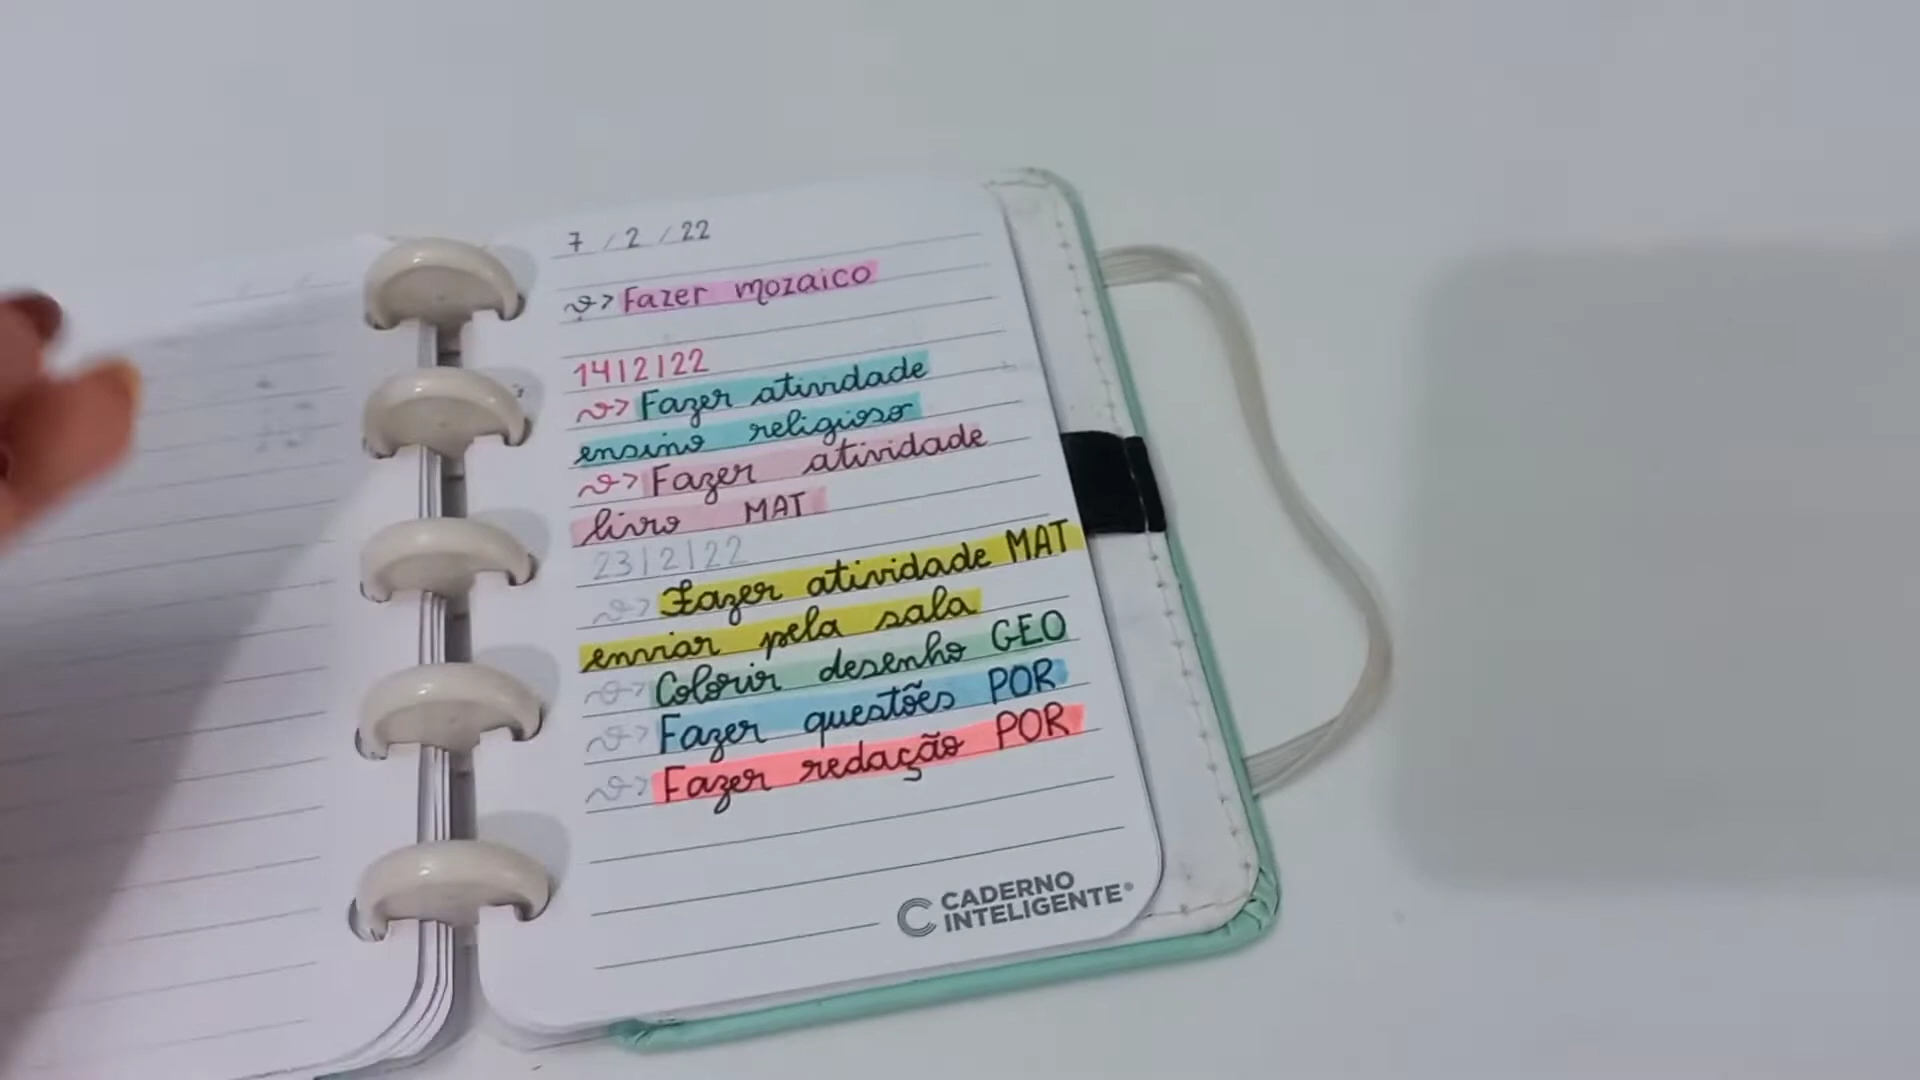 7 / 2 / 22
~> Fazer mozaico
14|2|22
~> Fazer atividade
ensino religioso
~> Fazer atividade
livro MAT
23|2|22
~> Fazer atividade MAT
enviar pela sala
~> Colorir desenho GEO
~> Fazer questões POR
~> Fazer redação POR
CADERNO
INTELIGENTE®